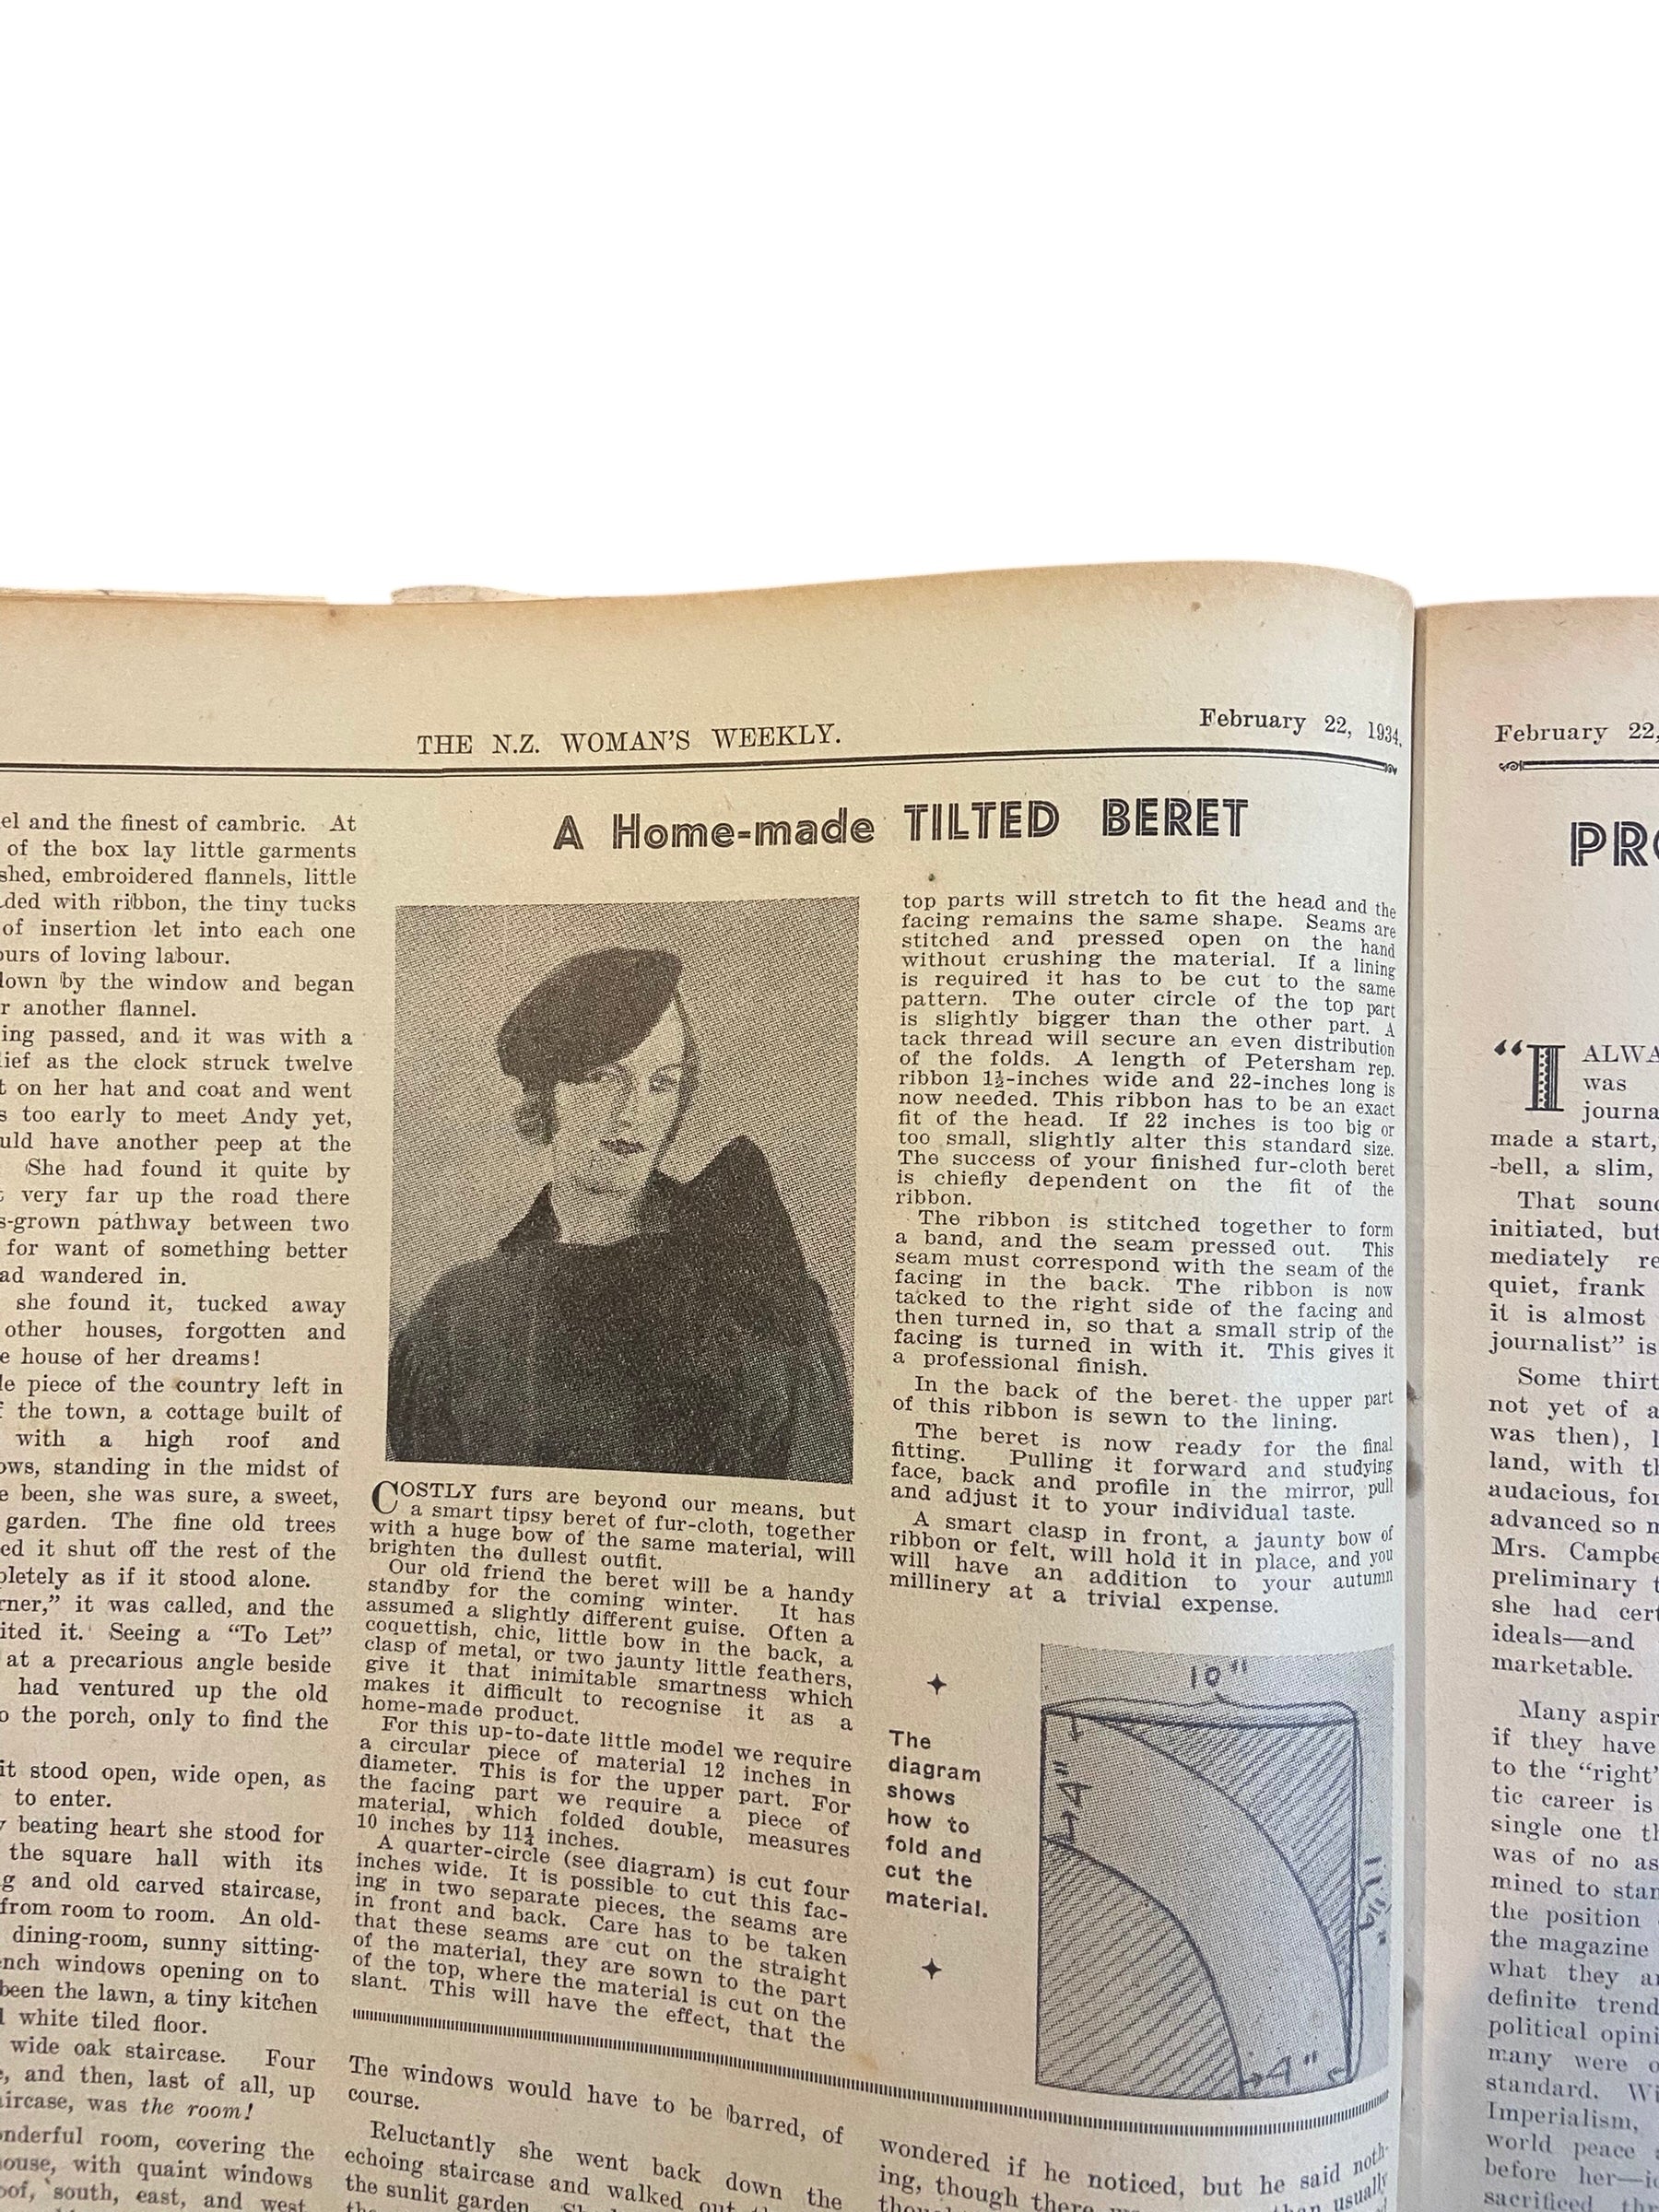 THE N.Z. WOMAN'S WEEKLY.
February 22, 1934.
el and the finest of cambric. At
of the box lay little garments
shed, embroidered flannels, little
ded with ribbon, the tiny tucks
of insertion let into each one
ours of loving labour.
down by the window and began
r another flannel.
ing passed, and it was with a
ief as the clock struck twelve
t on her hat and coat and went
s too early to meet Andy yet,
uld have another peep at the
She had found it quite by
t very far up the road there
s-grown pathway between two
for want of something better
ad wandered in.
she found it, tucked away
other houses, forgotten and
e house of her dreams!
le piece of the country left in
f the town, a cottage built of
with a high roof and
ows, standing in the midst of
e been, she was sure, a sweet,
garden. The fine old trees
ed it shut off the rest of the
pletely as if it stood alone.
rner," it was called, and the
ited it. Seeing a "To Let"
at a precarious angle beside
had ventured up the old
o the porch, only to find the
it stood open, wide open, as
to enter.
y beating heart she stood for
the square hall with its
g and old carved staircase,
from room to room. An old-
dining-room, sunny sitting-
nch windows opening on to
been the lawn, a tiny kitchen
d white tiled floor.
wide oak staircase. Four
e, and then, last of all, up
aircase, was the room!
onderful room, covering the
house, with quaint windows
oof, south, east, and west
A Home-made TILTED BERET
COSTLY furs are beyond our means, but
a smart tipsy beret of fur-cloth, together
with a huge bow of the same material, will
brighten the dullest outfit.
Our old friend the beret will be a handy
standby for the coming winter. It has
assumed a slightly different guise. Often a
coquettish, chic, little bow in the back, a
clasp of metal, or two jaunty little feathers,
give it that inimitable smartness which
makes it difficult to recognise it as a
home-made product.
For this up-to-date little model we require
a circular piece of material 12 inches in
diameter. This is for the upper part. For
the facing part we require a piece of
material, which folded double, measures
10 inches by 11½ inches.
A quarter-circle (see diagram) is cut four
inches wide. It is possible to cut this fac-
ing in two separate pieces, the seams are
in front and back. Care has to be taken
that these seams are cut on the straight
of the material, they are sown to the part
of the top, where the material is cut on the
slant. This will have the effect, that the
top parts will stretch to fit the head and the
facing remains the same shape. Seams are
stitched and pressed open on the hand
without crushing the material. If a lining
is required it has to be cut to the same
pattern. The outer circle of the top part
is slightly bigger than the other part. A
tack thread will secure an even distribution
of the folds. A length of Petersham rep.
ribbon 1½-inches wide and 22-inches long is
now needed. This ribbon has to be an exact
fit of the head. If 22 inches is too big or
too small, slightly alter this standard size.
The success of your finished fur-cloth beret
is chiefly dependent on the fit of the
ribbon.
The ribbon is stitched together to form
a band, and the seam pressed out. This
seam must correspond with the seam of the
facing in the back. The ribbon is now
tacked to the right side of the facing and
then turned in, so that a small strip of the
facing is turned in with it. This gives it
a professional finish.
In the back of the beret the upper part
of this ribbon is sewn to the lining.
The beret is now ready for the final
fitting. Pulling it forward and studying
face, back and profile in the mirror, pull
and adjust it to your individual taste.
A smart clasp in front, a jaunty bow of
ribbon or felt, will hold it in place, and you
will have an addition to your autumn
millinery at a trivial expense.
The
diagram
shows
how to
fold and
cut the
material.
10"
4"
11½"
4"
The windows would have to be barred, of
course.
Reluctantly she went back down the
echoing staircase and walked out
the sunlit garden.
wondered if he noticed, but he said noth-
ing, though there
than usually
February 22,
PRO
"I ALWA
was
journa
made a start,
-bell, a slim,
That soun
initiated, but
mediately re
quiet, frank
it is almost
journalist" is
Some thirt
not yet of a
was then), l
land, with th
audacious, for
advanced so m
Mrs. Campbe
preliminary t
she had cert
ideals—and
marketable.
Many aspir
if they have
to the "right"
tic career is
single one th
was of no as
mined to star
the position
the magazine
what they a
definite trend
political opini
many were o
standard. Wi
Imperialism,
world peace a
before her—i
sacrificed th